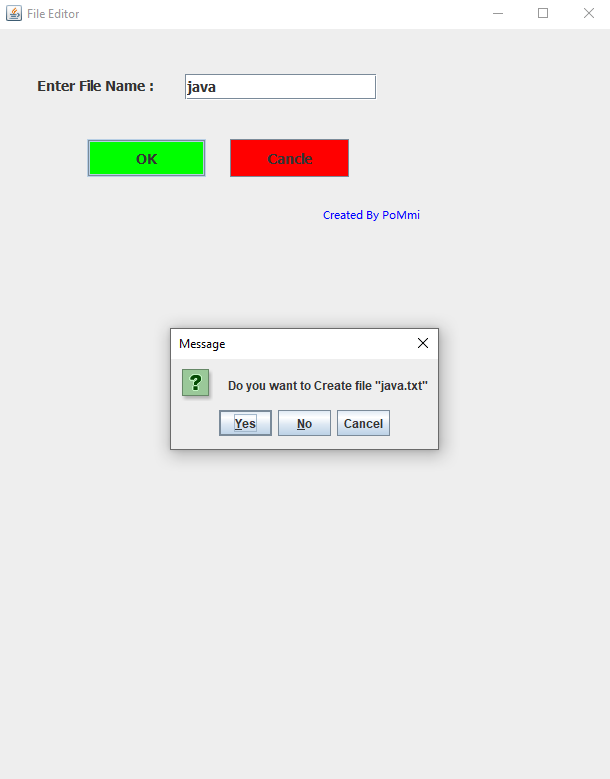 File Editor
Enter File Name :
java
OK
Cancle
Created By PoMmi
Message
?
Do you want to Create file "java.txt"
Yes
No
Cancel